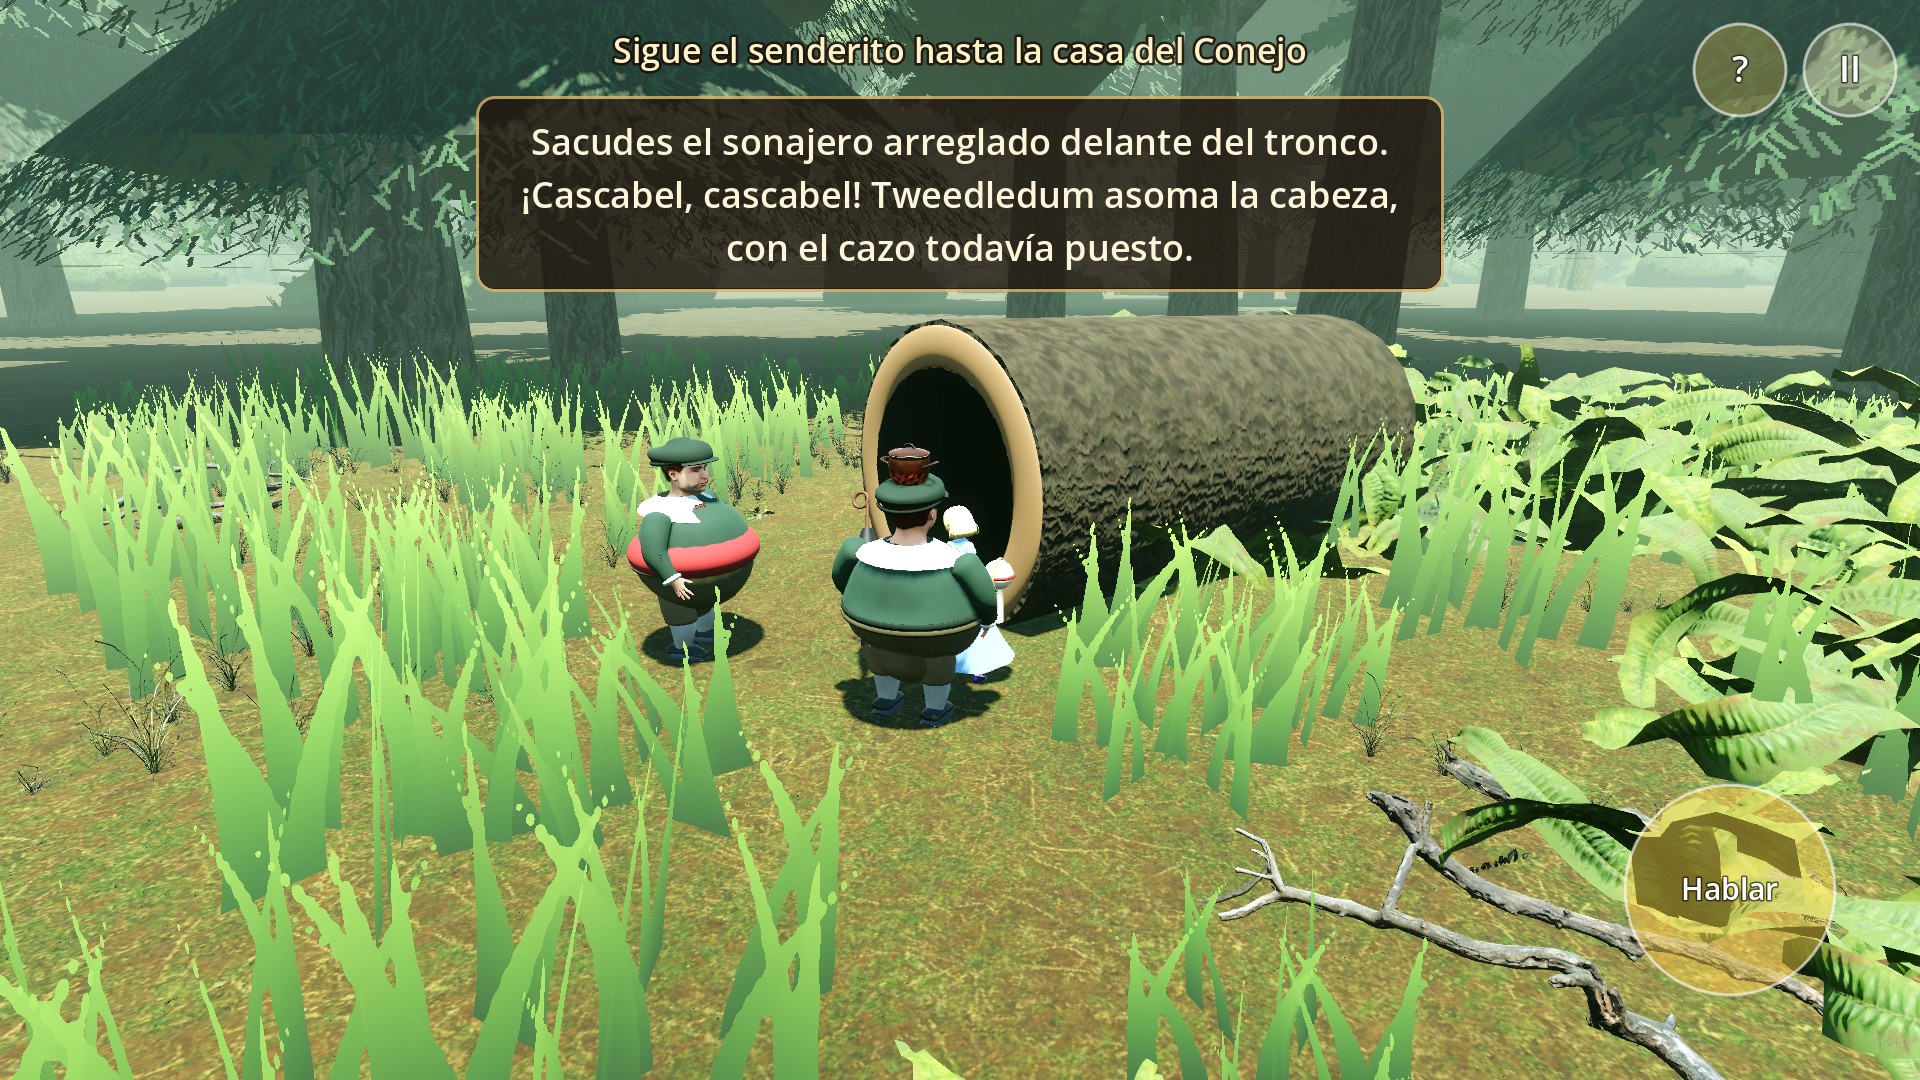 Sigue el senderito hasta la casa del Conejo
?
Sacudes el sonajero arreglado delante del tronco.
¡Cascabel, cascabel! Tweedledum asoma la cabeza,
con el cazo todavía puesto.
Hablar